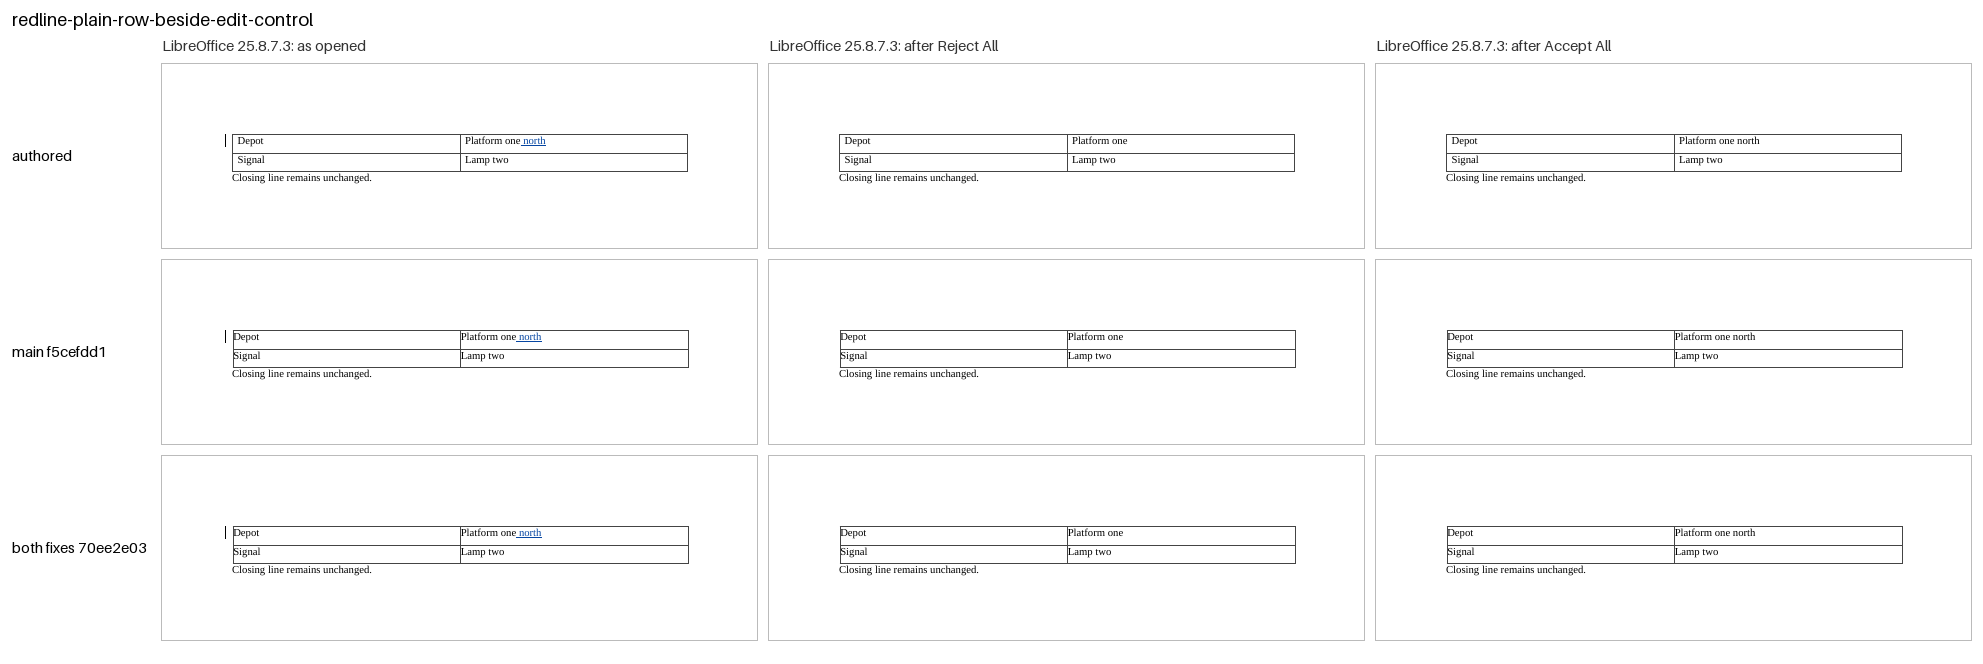 redline-plain-row-beside-edit-control
LibreOffice 25.8.7.3: as opened
LibreOffice 25.8.7.3: after Reject All
LibreOffice 25.8.7.3: after Accept All
authored
Depot Platform one north
Signal Lamp two
Closing line remains unchanged.
Depot Platform one
Signal Lamp two
Closing line remains unchanged.
Depot Platform one north
Signal Lamp two
Closing line remains unchanged.
main f5cefdd1
Depot Platform one north
Signal Lamp two
Closing line remains unchanged.
Depot Platform one
Signal Lamp two
Closing line remains unchanged.
Depot Platform one north
Signal Lamp two
Closing line remains unchanged.
both fixes 70ee2e03
Depot Platform one north
Signal Lamp two
Closing line remains unchanged.
Depot Platform one
Signal Lamp two
Closing line remains unchanged.
Depot Platform one north
Signal Lamp two
Closing line remains unchanged.